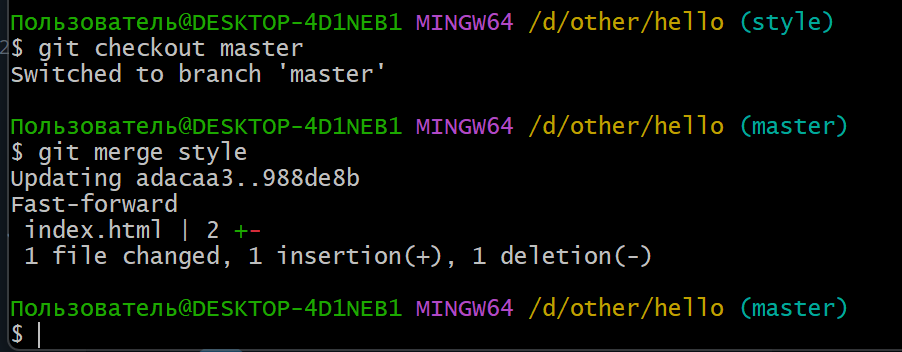 Пользователь@DESKTOP-4D1NEB1 MINGW64 /d/other/hello (style)
$ git checkout master
Switched to branch 'master'
Пользователь@DESKTOP-4D1NEB1 MINGW64 /d/other/hello (master)
$ git merge style
Updating adacaa3..988de8b
Fast-forward
index.html | 2 +-
1 file changed, 1 insertion(+), 1 deletion(-)
Пользователь@DESKTOP-4D1NEB1 MINGW64 /d/other/hello (master)
$